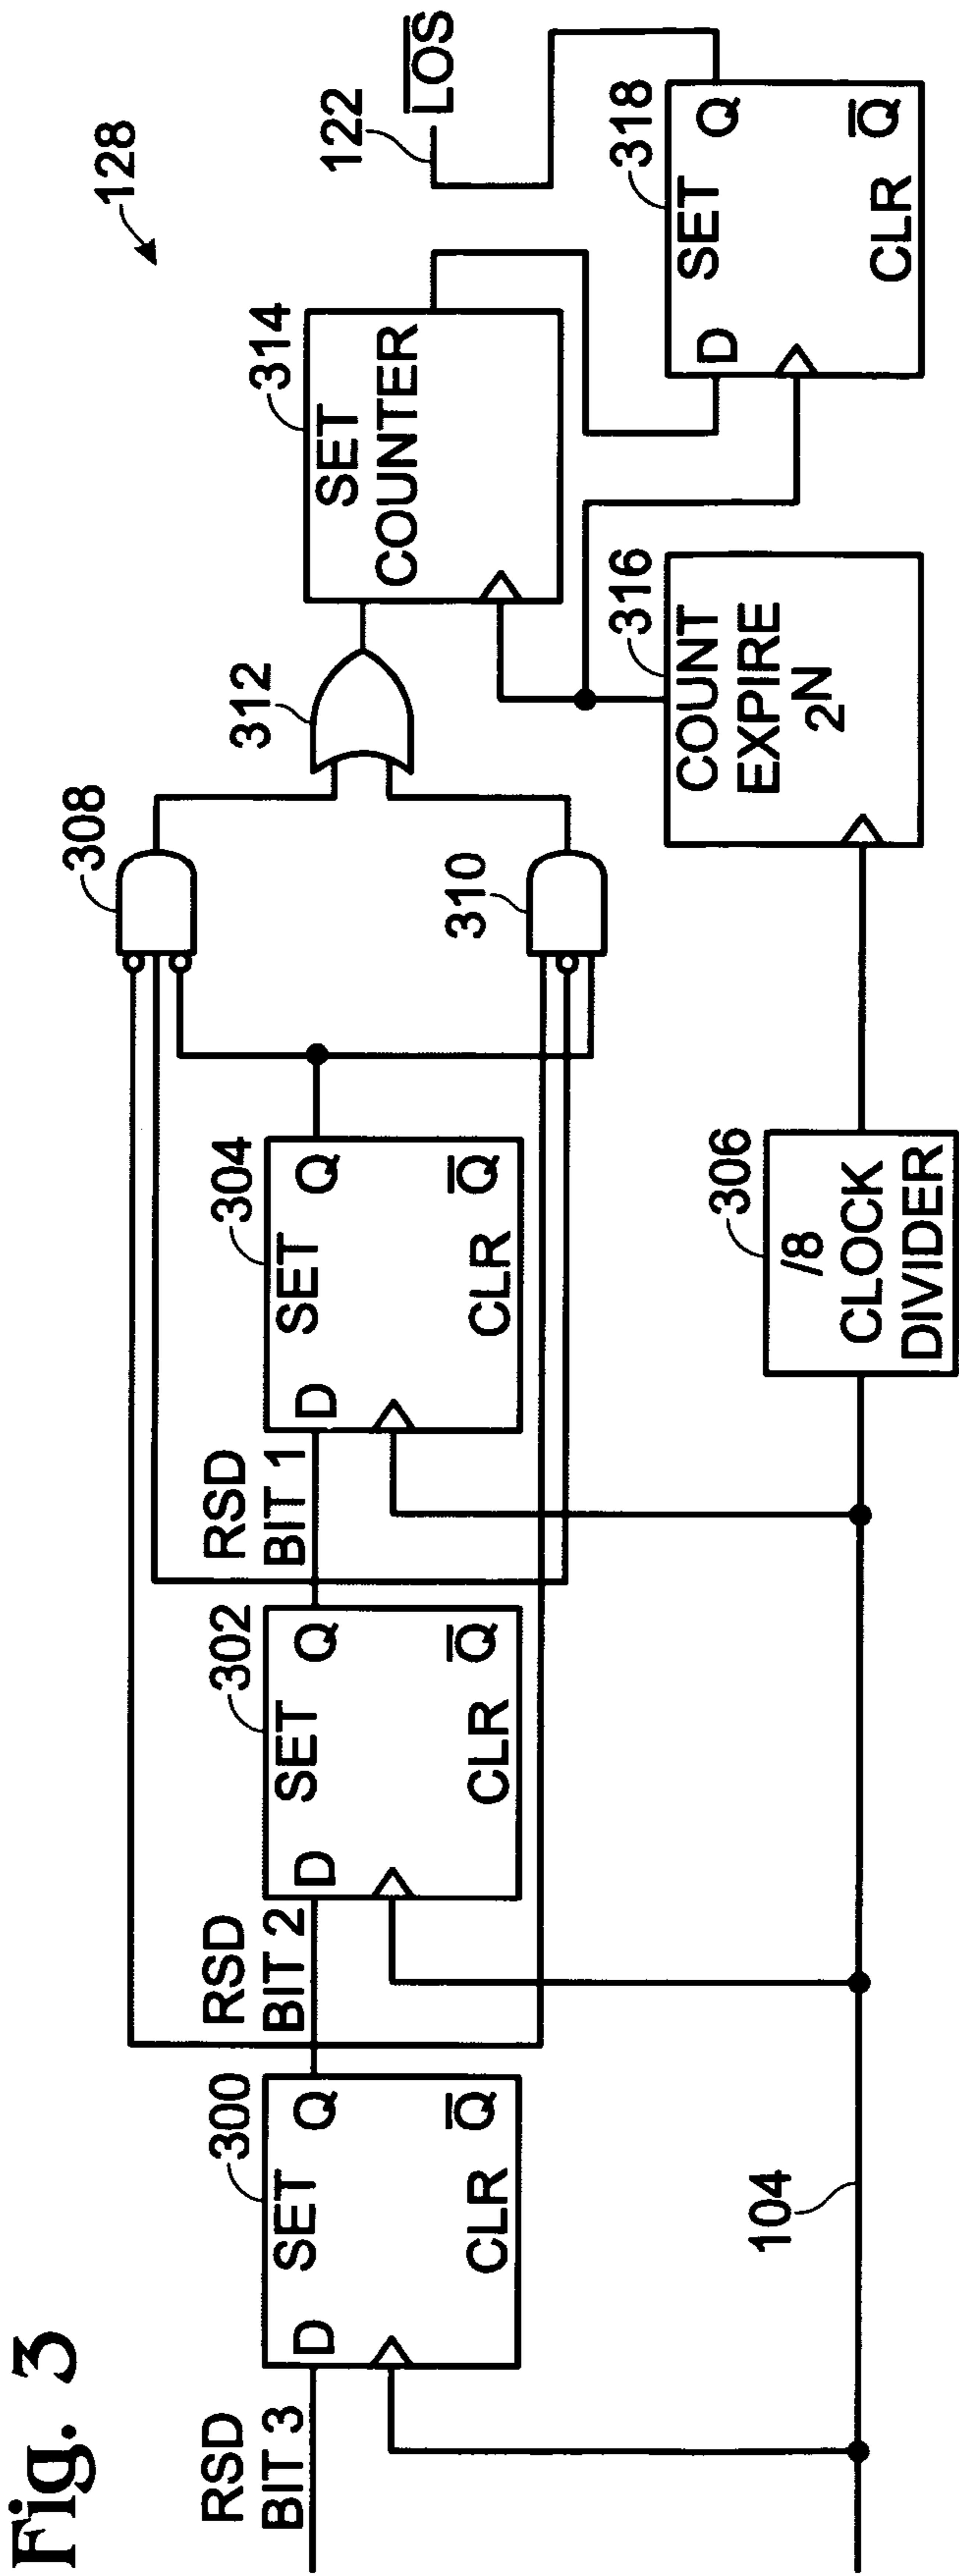 Fig. 3
128
RSD
BIT 3
300
SET
D
Q
Q̅
CLR
RSD
BIT 2
302
SET
D
Q
Q̅
CLR
RSD
BIT 1
304
SET
D
Q
Q̅
CLR
308
310
312
314
SET
COUNTER
122
L̅O̅S̅
104
306
/8
CLOCK
DIVIDER
316
COUNT
EXPIRE
2N
318
SET
D
Q
Q̅
CLR